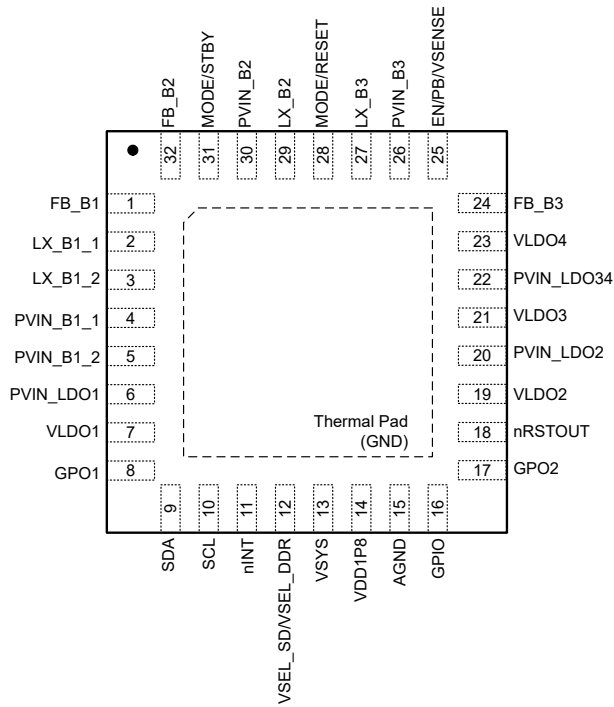 FB_B2
MODE/STBY
PVIN_B2
LX_B2
MODE/RESET
LX_B3
PVIN_B3
EN/PB/VSENSE
32
31
30
29
28
27
26
25
FB_B1 1
LX_B1_1 2
LX_B1_2 3
PVIN_B1_1 4
PVIN_B1_2 5
PVIN_LDO1 6
VLDO1 7
GPO1 8
24 FB_B3
23 VLDO4
22 PVIN_LDO34
21 VLDO3
20 PVIN_LDO2
19 VLDO2
18 nRSTOUT
17 GPO2
Thermal Pad
(GND)
9
10
11
12
13
14
15
16
SDA
SCL
nINT
VSEL_SD/VSEL_DDR
VSYS
VDD1P8
AGND
GPIO